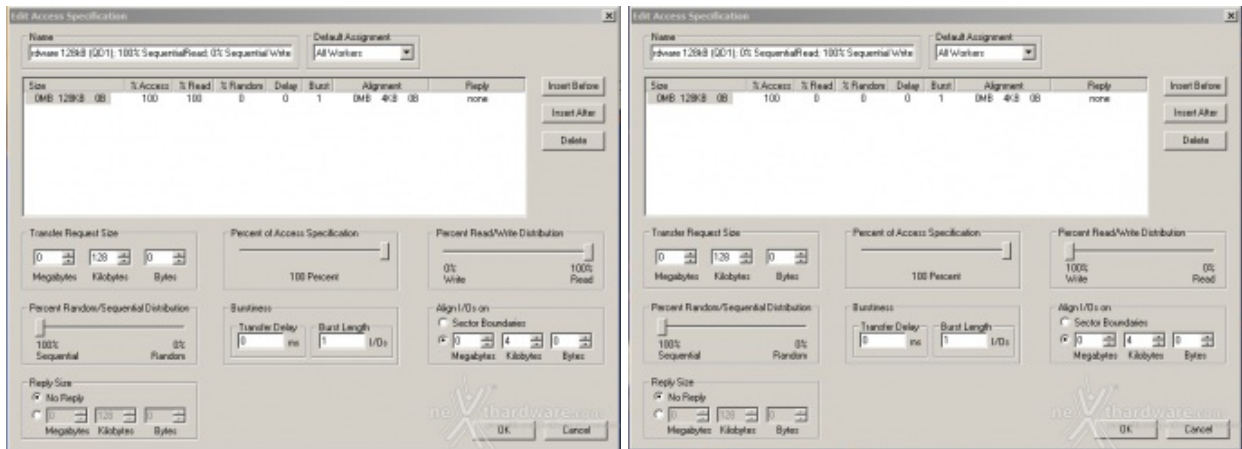 Edit Access Specification
Name
rdware 128kB (QD1); 100% SequentialRead; 0% Sequential Write
Default Assignment
All Workers
Size % Access % Read % Random Delay Burst Alignment Reply
0MB 128KB 0B 100 100 0 0 1 0MB 4KB 0B none
Insert Before
Insert After
Delete
Transfer Request Size
0 128 0
Megabytes Kilobytes Bytes
Percent of Access Specification
100 Percent
Percent Read/Write Distribution
0% 100%
Write Read
Percent Random/Sequential Distribution
100% 0%
Sequential Random
Burstiness
Transfer Delay
0 ms
Burst Length
1 I/Os
Align I/Os on
Sector Boundaries
0 4 0
Megabytes Kilobytes Bytes
Reply Size
No Reply
0 128 0
Megabytes Kilobytes Bytes
nexthardware.com
OK Cancel
Edit Access Specification
Name
rdware 128kB (QD1); 0% SequentialRead; 100% Sequential Write
Default Assignment
All Workers
Size % Access % Read % Random Delay Burst Alignment Reply
0MB 128KB 0B 100 0 0 0 1 0MB 4KB 0B none
Insert Before
Insert After
Delete
Transfer Request Size
0 128 0
Megabytes Kilobytes Bytes
Percent of Access Specification
100 Percent
Percent Read/Write Distribution
100% 0%
Write Read
Percent Random/Sequential Distribution
100% 0%
Sequential Random
Burstiness
Transfer Delay
0 ms
Burst Length
1 I/Os
Align I/Os on
Sector Boundaries
0 4 0
Megabytes Kilobytes Bytes
Reply Size
No Reply
0 128 0
Megabytes Kilobytes Bytes
nexthardware.com
OK Cancel